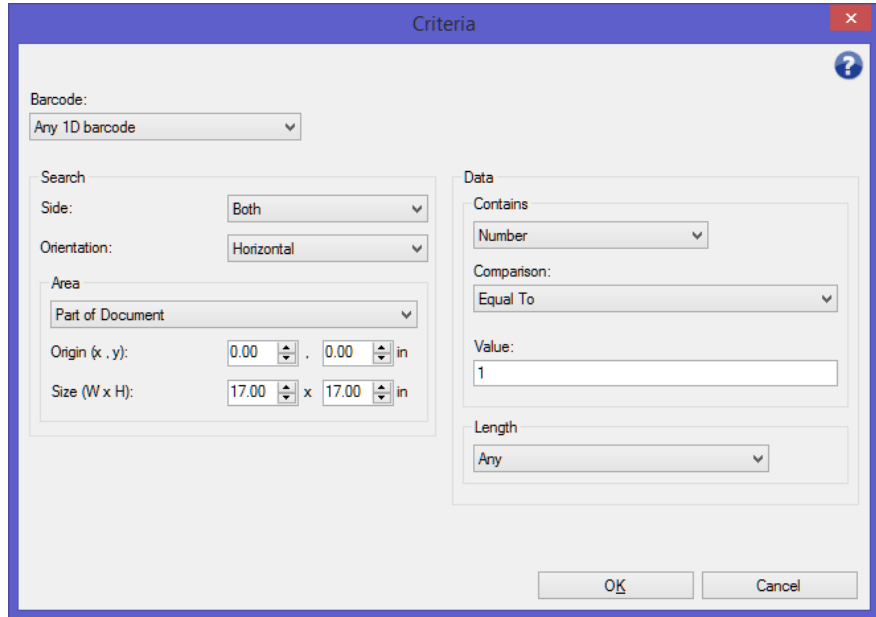 Criteria
Barcode:
Any 1D barcode
Search
Side:
Both
Orientation:
Horizontal
Area
Part of Document
Origin (x , y):
0.00 , 0.00 in
Size (W x H):
17.00 x 17.00 in
Data
Contains
Number
Comparison:
Equal To
Value:
1
Length
Any
OK
Cancel